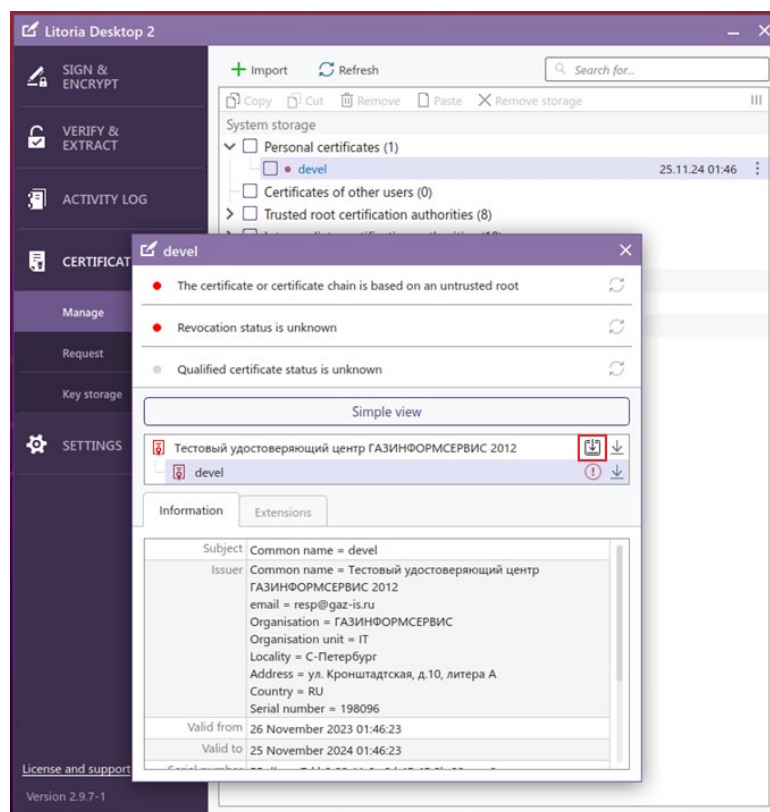 Litoria Desktop 2
SIGN &
ENCRYPT
VERIFY &
EXTRACT
ACTIVITY LOG
CERTIFICAT
Manage
Request
Key storage
SETTINGS
License and support
Version 2.9.7-1
Import Refresh Search for...
Copy Cut Remove Paste Remove storage
System storage
Personal certificates (1)
devel 25.11.24 01:46
Certificates of other users (0)
Trusted root certification authorities (8)
devel
The certificate or certificate chain is based on an untrusted root
Revocation status is unknown
Qualified certificate status is unknown
Simple view
Тестовый удостоверяющий центр ГАЗИНФОРМСЕРВИС 2012
devel
Information Extensions
Subject Common name = devel
Issuer Common name = Тестовый удостоверяющий центр
ГАЗИНФОРМСЕРВИС 2012
email = resp@gaz-is.ru
Organisation = ГАЗИНФОРМСЕРВИС
Organisation unit = IT
Locality = С-Петербург
Address = ул. Кронштадтская, д.10, литера А
Country = RU
Serial number = 198096
Valid from 26 November 2023 01:46:23
Valid to 25 November 2024 01:46:23